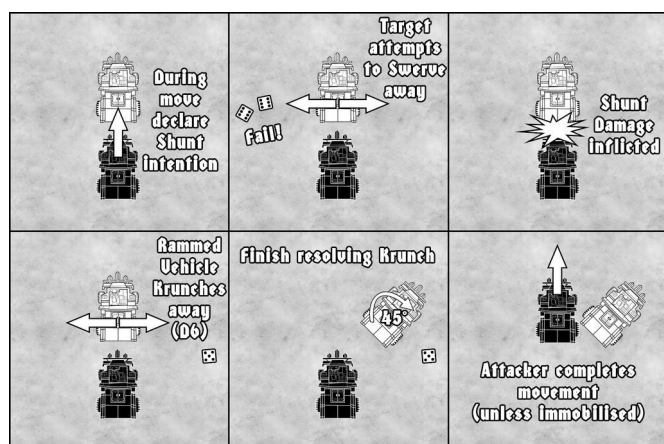 During
move
declare
Shunt
intention
Target
attempts
to Swerve
away
Fail!
Shunt
Damage
inflicted
Rammed
Vehicle
Krunches
away
(D6)
Finish resolving Krunch
45°
Attacker completes
movement
(unless immobilised)